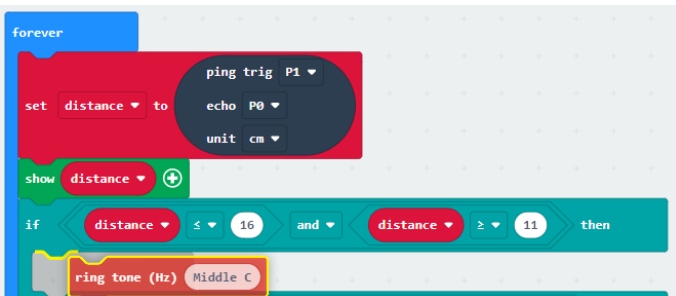 forever
ping trig P1
set distance to echo P0
unit cm
show distance
if distance ≤ 16 and distance ≥ 11 then
ring tone (Hz) Middle C